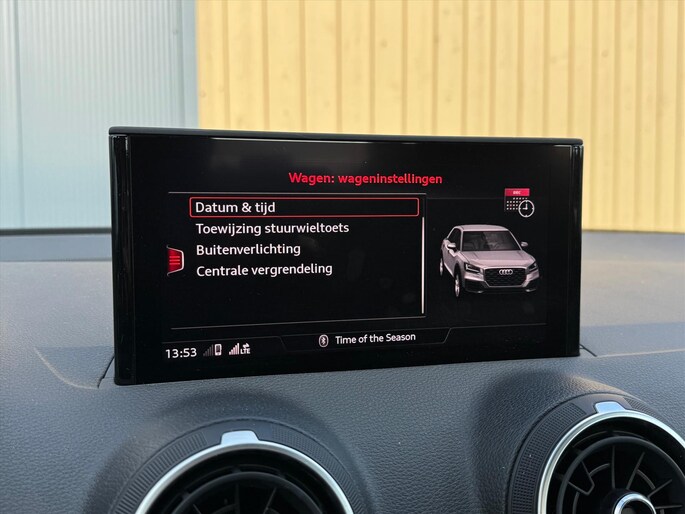 Wagen: wageninstellingen
Datum & tijd
Toewijzing stuurwieltoets
Buitenverlichting
Centrale vergrendeling
Time of the Season
13:53
LTE